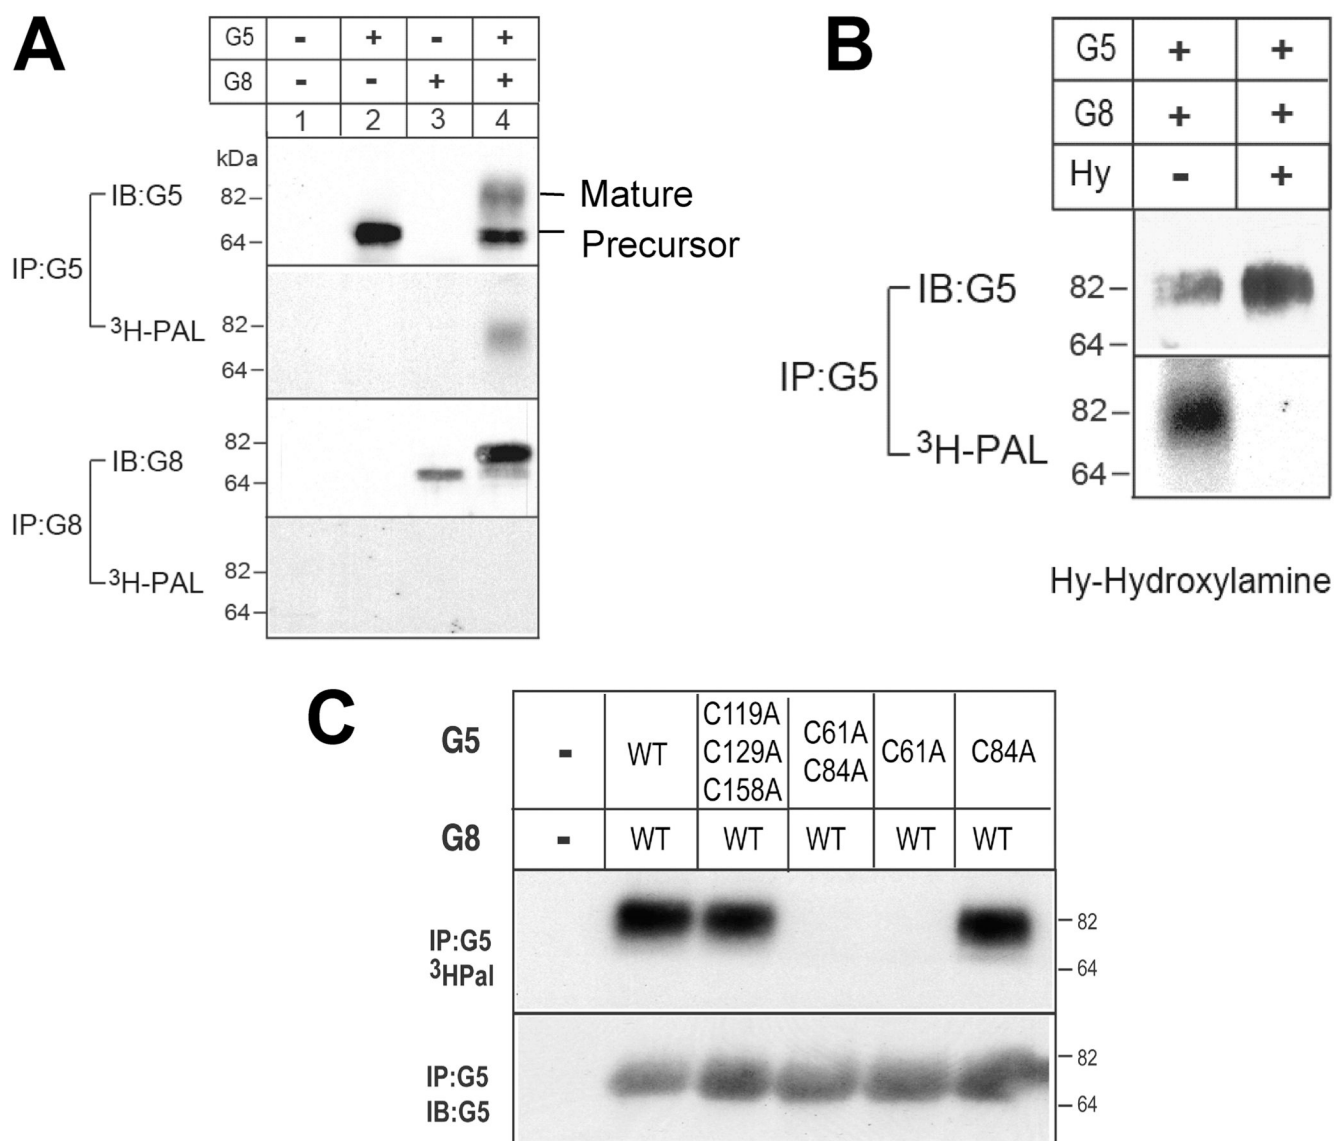 A
G5 - + - +
G8 - - + +
1 2 3 4
kDa
IP:G5
IB:G5
82
64
Mature
Precursor
³H-PAL
82
64
IP:G8
IB:G8
82
64
³H-PAL
82
64
B
G5 + +
G8 + +
Hy - +
IP:G5
IB:G5
82
64
³H-PAL
82
64
Hy-Hydroxylamine
C
G5 - WT C119A C129A C158A C61A C84A C61A C84A
G8 - WT WT WT WT WT
IP:G5
³HPal
82
64
IP:G5
IB:G5
82
64